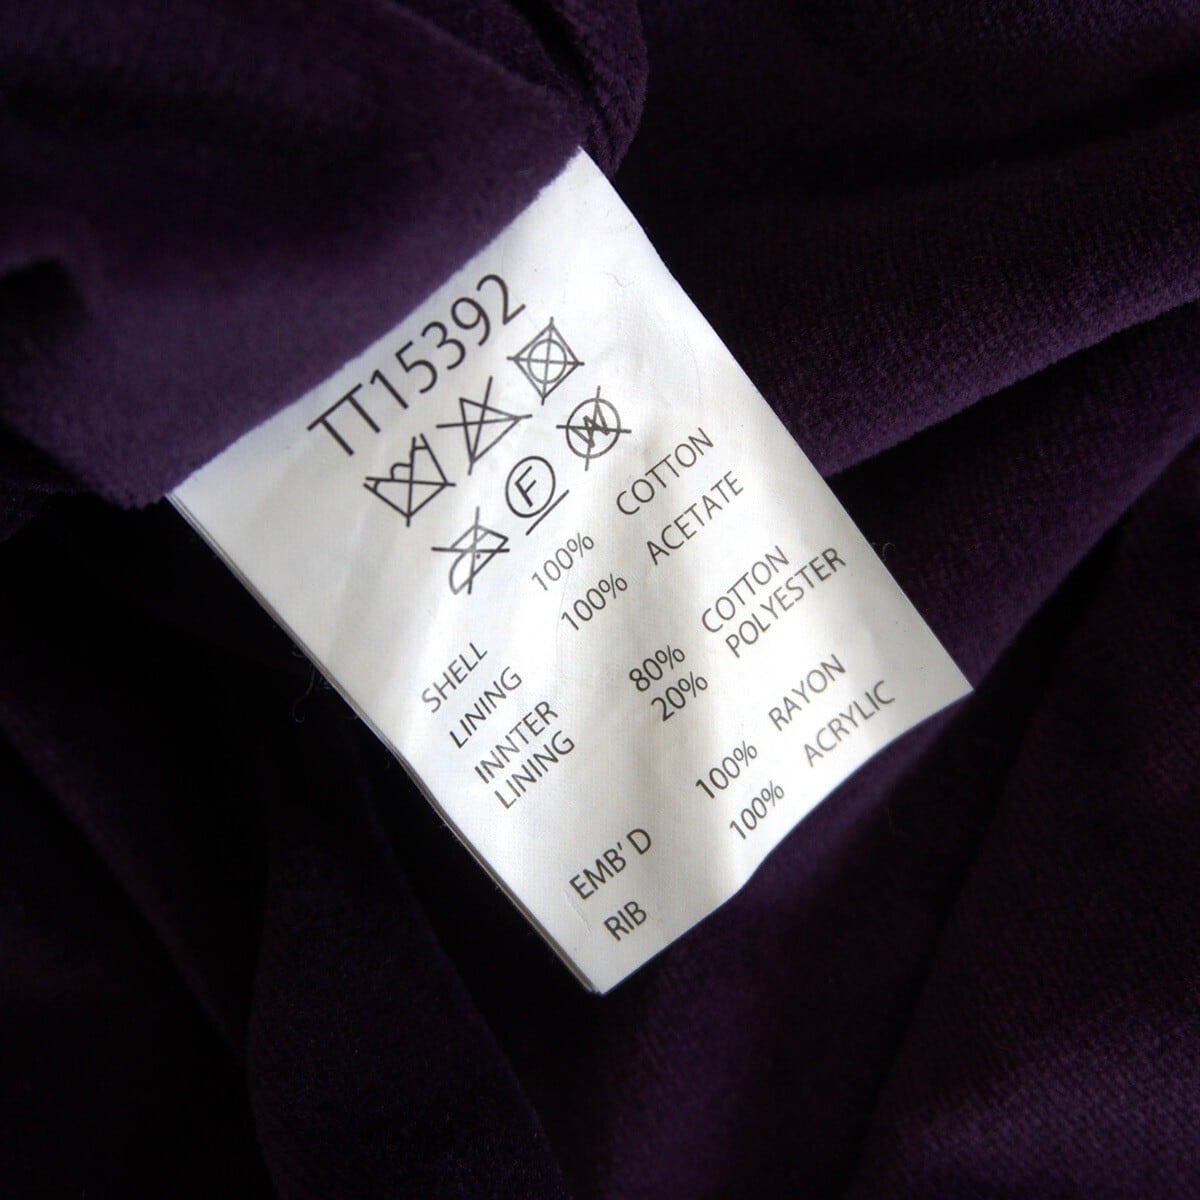 TT15392
F W
SHELL 100% COTTON
LINING 100% ACETATE
INNTER 80% COTTON
LINING 20% POLYESTER
EMB' D 100% RAYON
RIB 100% ACRYLIC